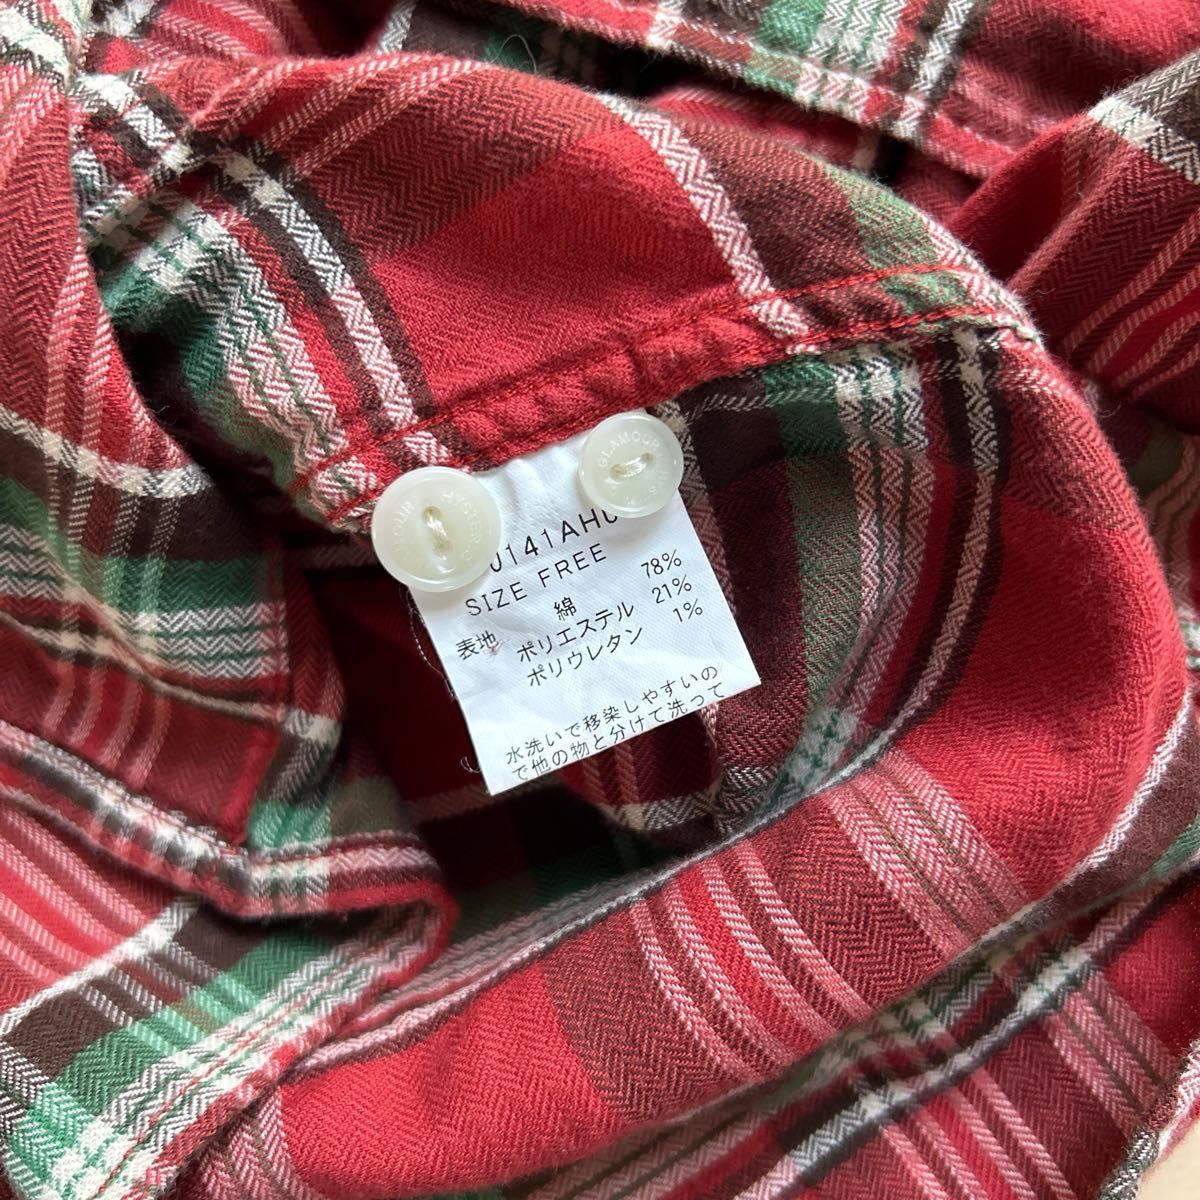 GLAMOUR
0141AH0
SIZE FREE
表地 綿 78%
ポリエステル 21%
ポリウレタン 1%
水洗いで移染しやすいの
で他の物と分けて洗って